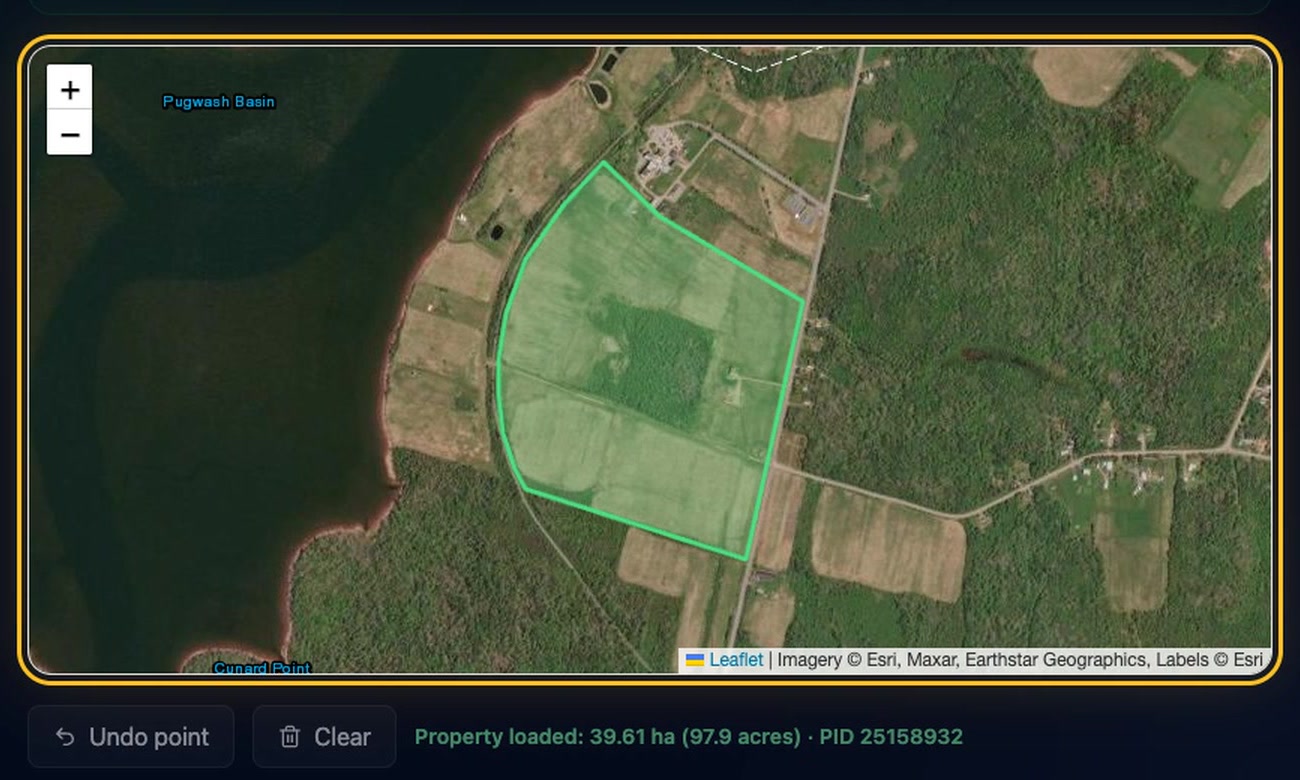 +
Pugwash Basin
−
Cunard Point
Leaflet | Imagery © Esri, Maxar, Earthstar Geographics, Labels © Esri
Undo point
Clear
Property loaded: 39.61 ha (97.9 acres) · PID 25158932